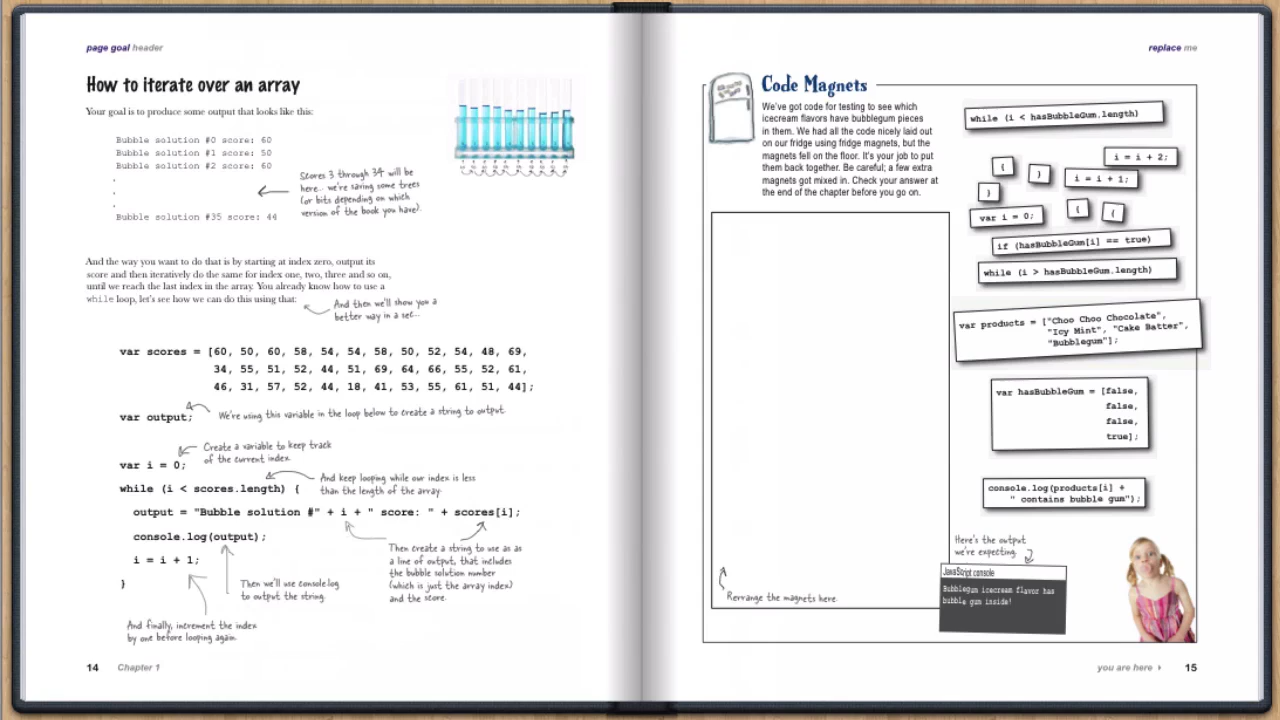 page goal header
How to iterate over an array
Your goal is to produce some output that looks like this:
Bubble solution #0 score: 60
Bubble solution #1 score: 50
Bubble solution #2 score: 60
.
.
.
Bubble solution #35 score: 44
Scores 3 through 34 will be
here... we're saving some trees
(or bits depending on which
version of the book you have).
And the way you want to do that is by starting at index zero, output its
score and then iteratively do the same for index one, two, three and so on,
until we reach the last index in the array. You already know how to use a
while loop, let's see how we can do this using that:
And then we'll show you a
better way in a sec...
var scores = [60, 50, 60, 58, 54, 54, 58, 50, 52, 54, 48, 69,
34, 55, 51, 52, 44, 51, 69, 64, 66, 55, 52, 61,
46, 31, 57, 52, 44, 18, 41, 53, 55, 61, 51, 44];
var output;
We're using this variable in the loop below to create a string to output.
Create a variable to keep track
of the current index.
var i = 0;
And keep looping while our index is less
than the length of the array.
while (i < scores.length) {
output = "Bubble solution #" + i + " score: " + scores[i];
console.log(output);
i = i + 1;
}
Then create a string to use as as
a line of output, that includes
the bubble solution number
(which is just the array index)
and the score.
Then we'll use console.log
to output the string.
And finally, increment the index
by one before looping again.
14 Chapter 1
replace me
Code Magnets
We've got code for testing to see which
icecream flavors have bubblegum pieces
in them. We had all the code nicely laid out
on our fridge using fridge magnets, but the
magnets fell on the floor. It's your job to put
them back together. Be careful; a few extra
magnets got mixed in. Check your answer at
the end of the chapter before you go on.
while (i < hasBubbleGum.length)
i = i + 2;
{
}
i = i + 1;
}
var i = 0;
{
{
if (hasBubbleGum[i] == true)
while (i > hasBubbleGum.length)
var products = ["Choo Choo Chocolate",
"Icy Mint", "Cake Batter",
"Bubblegum"];
var hasBubbleGum = [false,
false,
false,
true];
console.log(products[i] +
" contains bubble gum");
Here's the output
we're expecting.
JavaScript console
Bubblegum icecream flavor has
bubble gum inside!
Rerrange the magnets here.
you are here 15